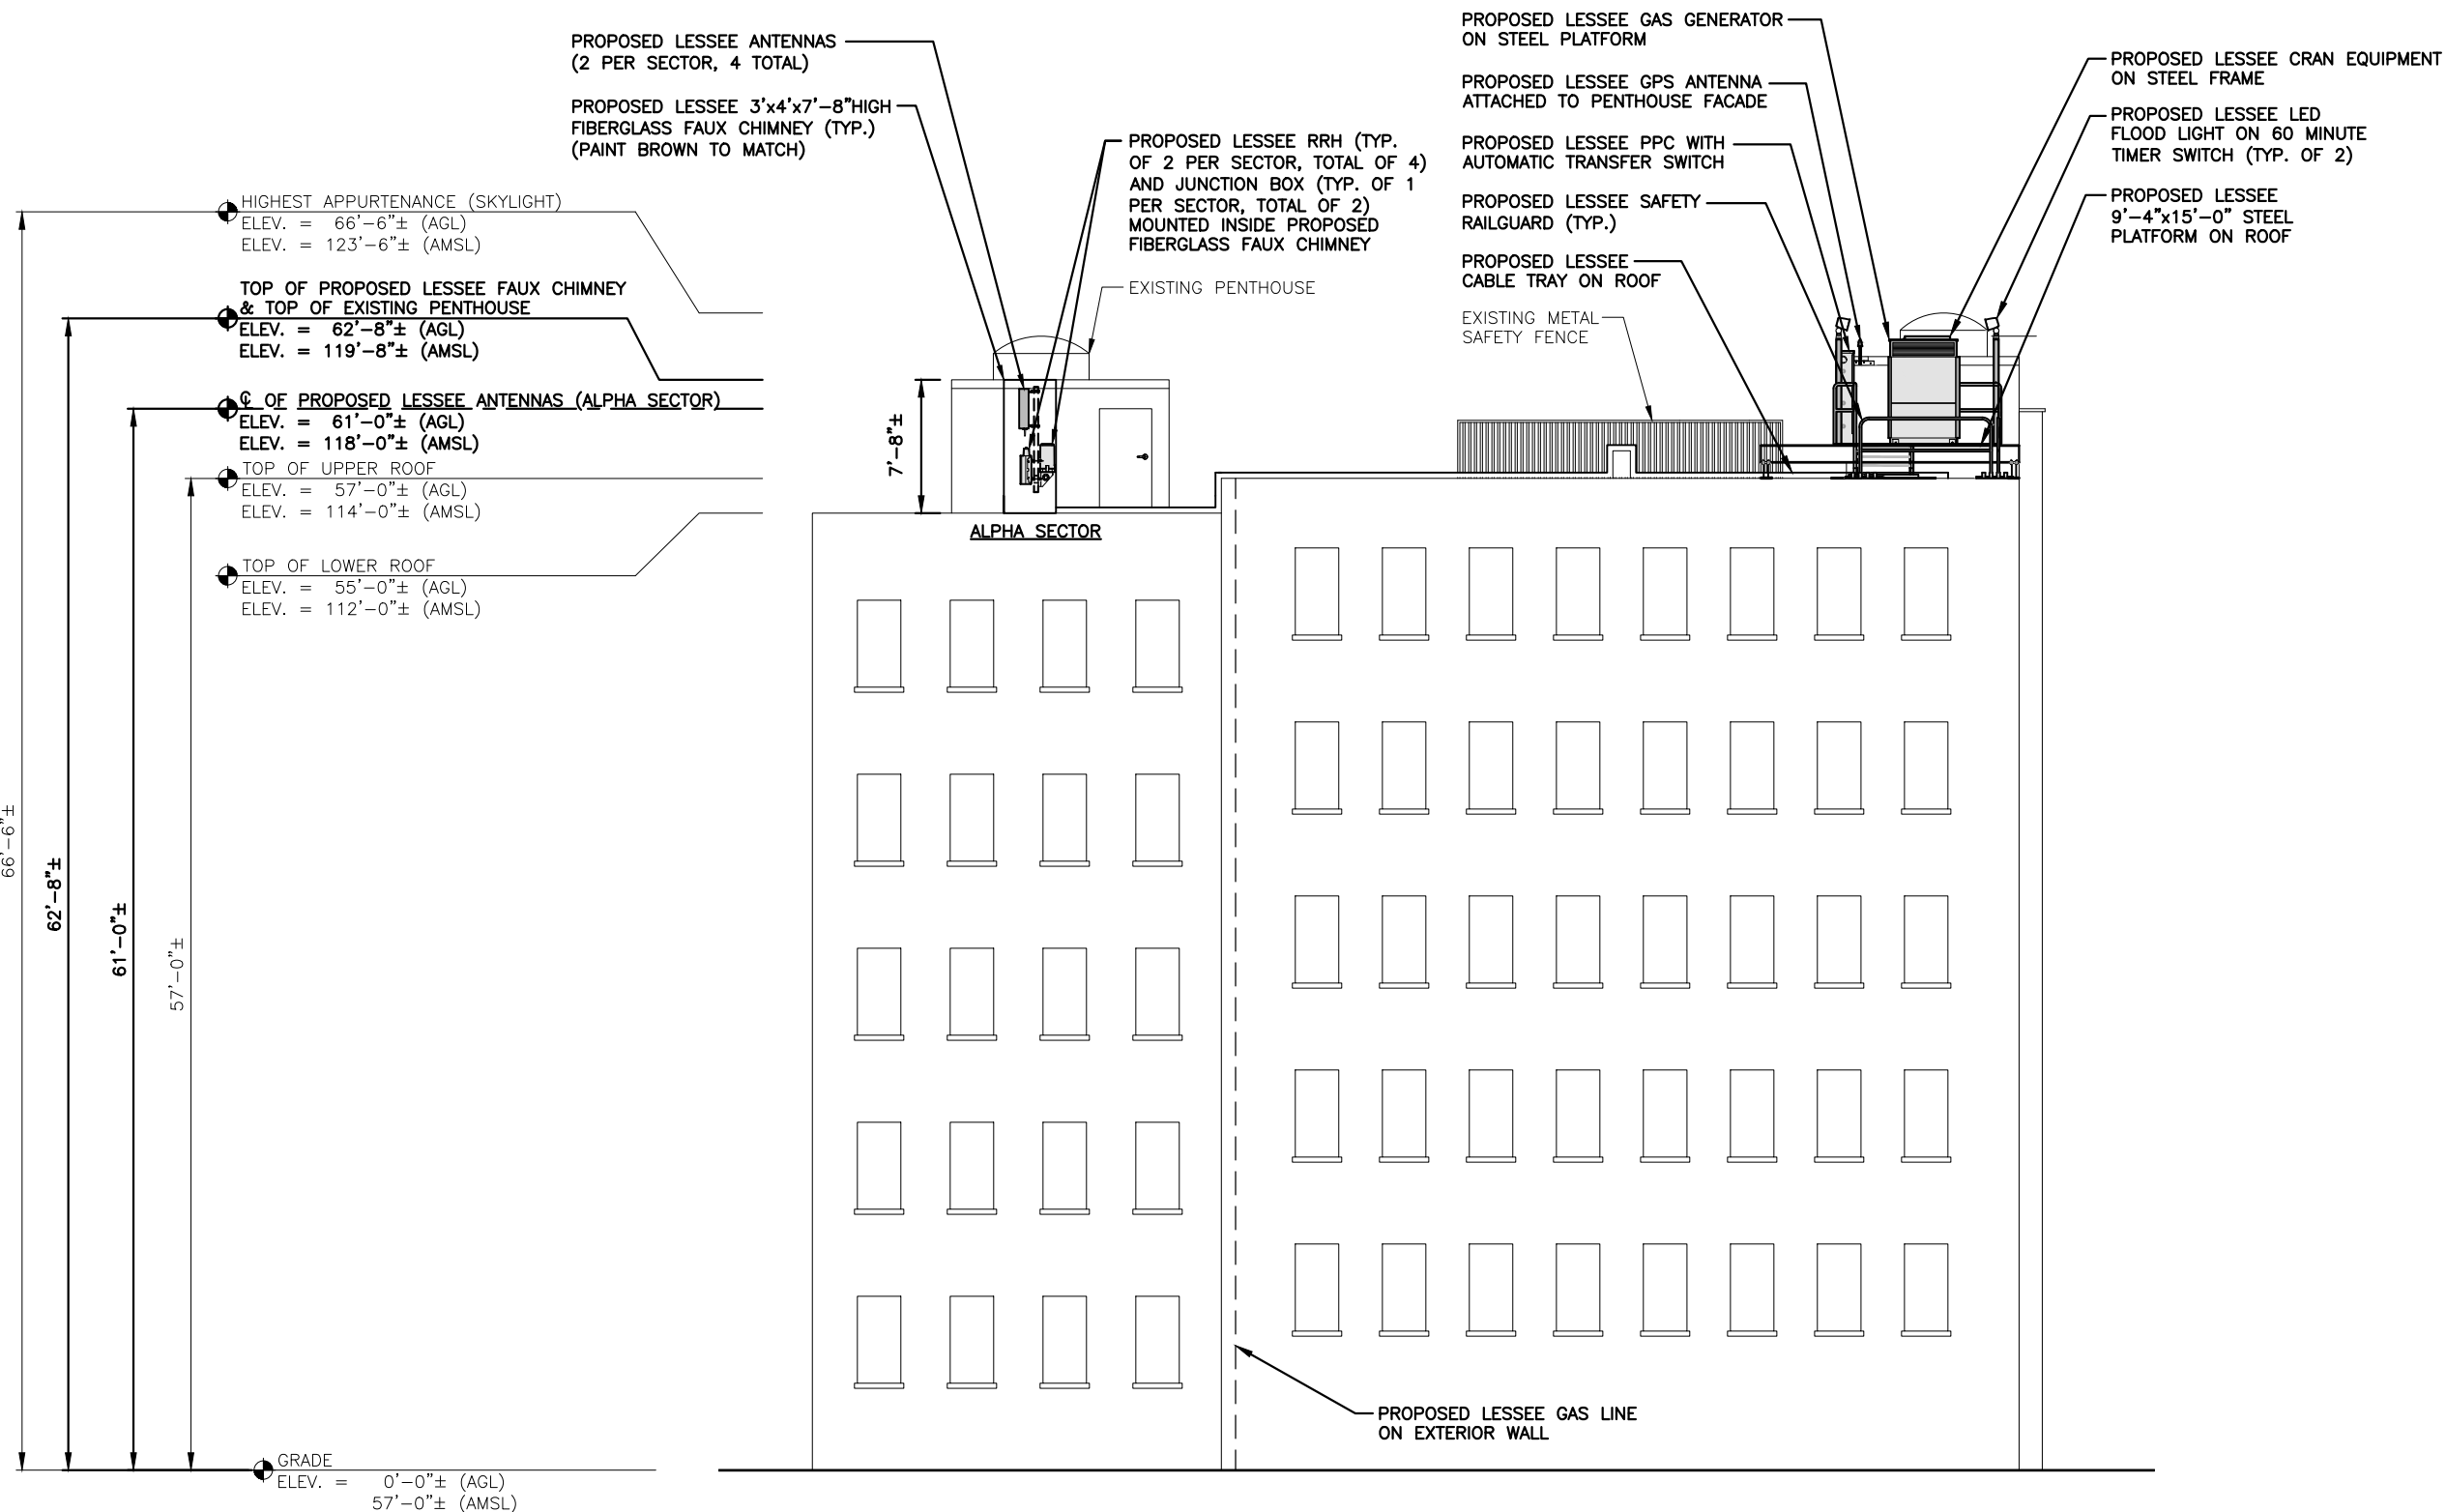 PROPOSED LESSEE ANTENNAS
(2 PER SECTOR, 4 TOTAL)
PROPOSED LESSEE 3'x4'x7'-8"HIGH
FIBERGLASS FAUX CHIMNEY (TYP.)
(PAINT BROWN TO MATCH)
PROPOSED LESSEE RRH (TYP.
OF 2 PER SECTOR, TOTAL OF 4)
AND JUNCTION BOX (TYP. OF 1
PER SECTOR, TOTAL OF 2)
MOUNTED INSIDE PROPOSED
FIBERGLASS FAUX CHIMNEY
EXISTING PENTHOUSE
PROPOSED LESSEE GAS GENERATOR
ON STEEL PLATFORM
PROPOSED LESSEE GPS ANTENNA
ATTACHED TO PENTHOUSE FACADE
PROPOSED LESSEE PPC WITH
AUTOMATIC TRANSFER SWITCH
PROPOSED LESSEE SAFETY
RAILGUARD (TYP.)
PROPOSED LESSEE
CABLE TRAY ON ROOF
EXISTING METAL
SAFETY FENCE
PROPOSED LESSEE CRAN EQUIPMENT
ON STEEL FRAME
PROPOSED LESSEE LED
FLOOD LIGHT ON 60 MINUTE
TIMER SWITCH (TYP. OF 2)
PROPOSED LESSEE
9'-4"x15'-0" STEEL
PLATFORM ON ROOF
HIGHEST APPURTENANCE (SKYLIGHT)
ELEV. = 66'-6"± (AGL)
ELEV. = 123'-6"± (AMSL)
TOP OF PROPOSED LESSEE FAUX CHIMNEY
& TOP OF EXISTING PENTHOUSE
ELEV. = 62'-8"± (AGL)
ELEV. = 119'-8"± (AMSL)
℄ OF PROPOSED LESSEE ANTENNAS (ALPHA SECTOR)
ELEV. = 61'-0"± (AGL)
ELEV. = 118'-0"± (AMSL)
TOP OF UPPER ROOF
ELEV. = 57'-0"± (AGL)
ELEV. = 114'-0"± (AMSL)
TOP OF LOWER ROOF
ELEV. = 55'-0"± (AGL)
ELEV. = 112'-0"± (AMSL)
7'-8"±
ALPHA SECTOR
66'-6"±
62'-8"±
61'-0"±
57'-0"±
PROPOSED LESSEE GAS LINE
ON EXTERIOR WALL
GRADE
ELEV. = 0'-0"± (AGL)
57'-0"± (AMSL)